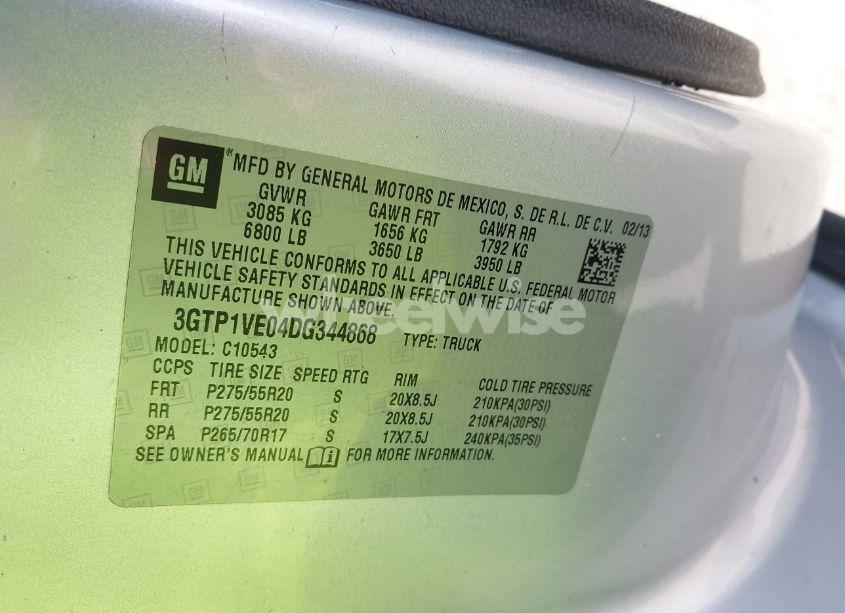 GM® MFD BY GENERAL MOTORS DE MEXICO, S. DE R.L. DE C.V. 02/13
GVWR GAWR FRT GAWR RR
3085 KG 1656 KG 1792 KG
6800 LB 3650 LB 3950 LB
THIS VEHICLE CONFORMS TO ALL APPLICABLE U.S. FEDERAL MOTOR
VEHICLE SAFETY STANDARDS IN EFFECT ON THE DATE OF
MANUFACTURE SHOWN ABOVE.
wheelwise
3GTP1VE04DG344868 TYPE: TRUCK
MODEL: C10543
CCPS TIRE SIZE SPEED RTG RIM COLD TIRE PRESSURE
FRT P275/55R20 S 20X8.5J 210KPA(30PSI)
RR P275/55R20 S 20X8.5J 210KPA(30PSI)
SPA P265/70R17 S 17X7.5J 240KPA(35PSI)
SEE OWNER'S MANUAL FOR MORE INFORMATION.